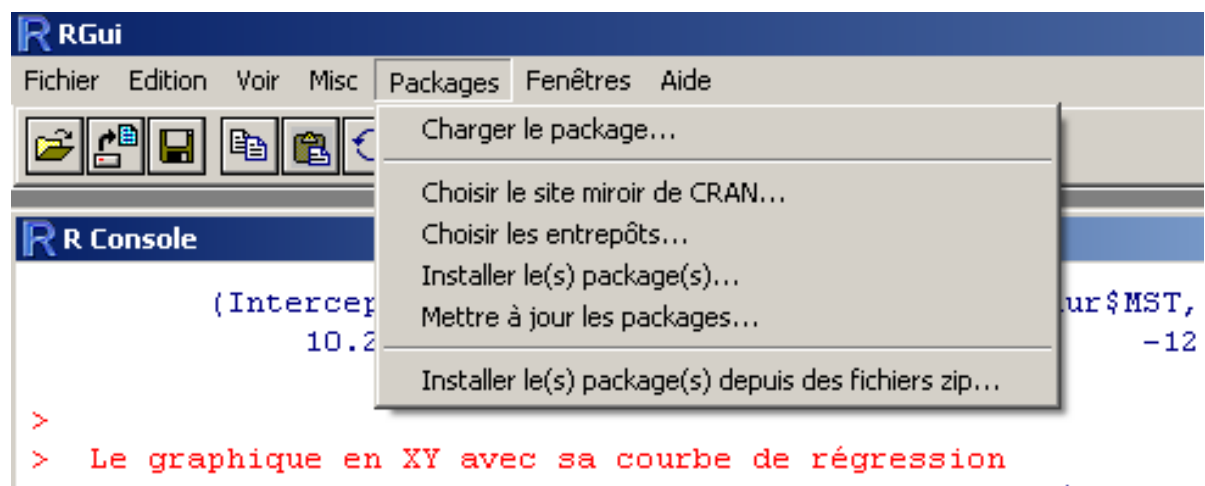 RGui
Fichier Edition Voir Misc Packages Fenêtres Aide
Charger le package...
Choisir le site miroir de CRAN...
Choisir les entrepôts...
Installer le(s) package(s)...
Mettre à jour les packages...
Installer le(s) package(s) depuis des fichiers zip...
R Console
(Intercep ur$MST,
10.2 -12
>
> Le graphique en XY avec sa courbe de régression